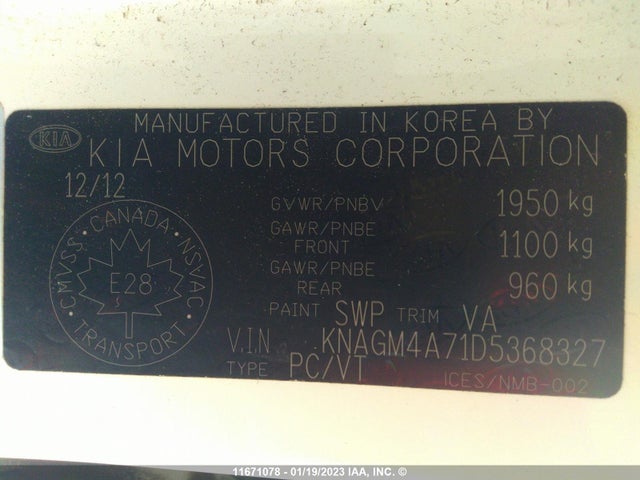 MANUFACTURED IN KOREA BY
KIA
KIA MOTORS CORPORATION
12/12
GVWR/PNBV 1950 kg
GAWR/PNBE
FRONT 1100 kg
GAWR/PNBE
REAR 960 kg
CMVSS · CANADA · NSVAC
E28
TRANSPORT
PAINT SWP TRIM VA
V.I.N KNAGM4A71D5368327
TYPE PC/VT
ICES/NMB-002
11671078 - 01/19/2023 IAA, INC. ©